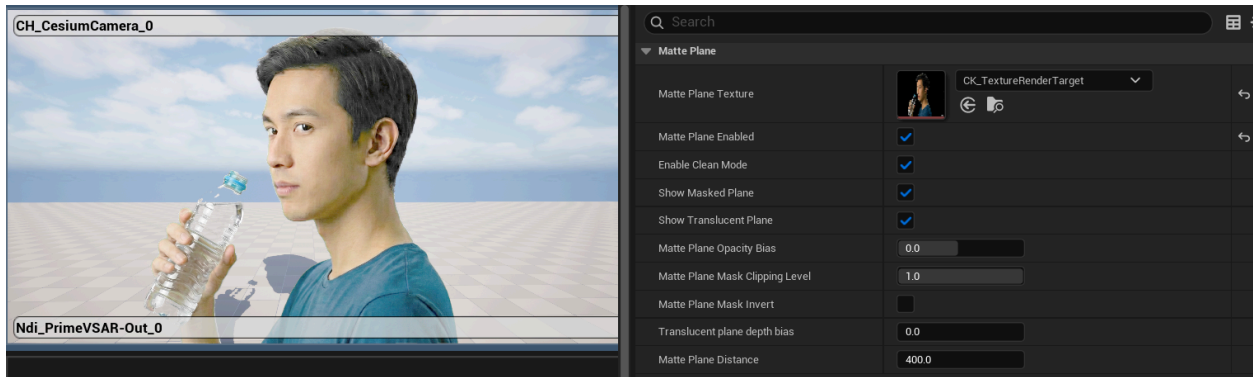 CH_CesiumCamera_0
Ndi_PrimeVSAR-Out_0
Search
Matte Plane
Matte Plane Texture
CK_TextureRenderTarget
Matte Plane Enabled
Enable Clean Mode
Show Masked Plane
Show Translucent Plane
Matte Plane Opacity Bias 0.0
Matte Plane Mask Clipping Level 1.0
Matte Plane Mask Invert
Translucent plane depth bias 0.0
Matte Plane Distance 400.0